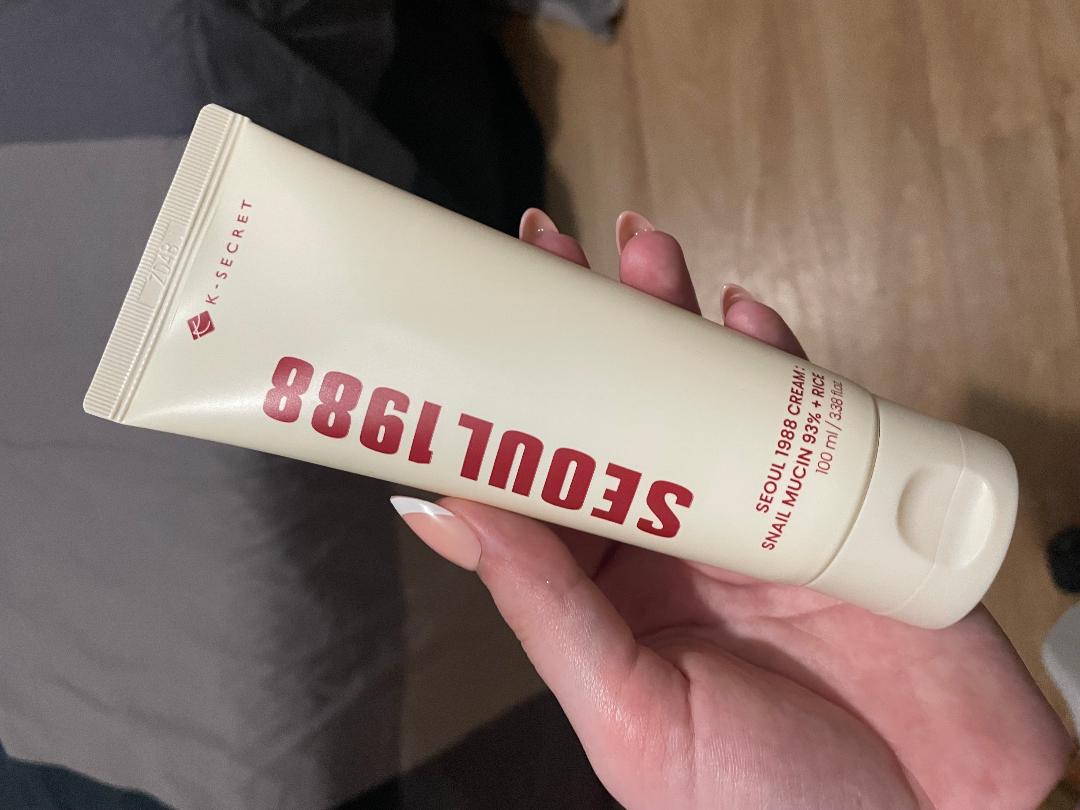 K-SECRET
SEOUL 1988
SEOUL 1988 CREAM:
SNAIL MUCIN 93% + RICE
100 ml / 3.38 fl.oz